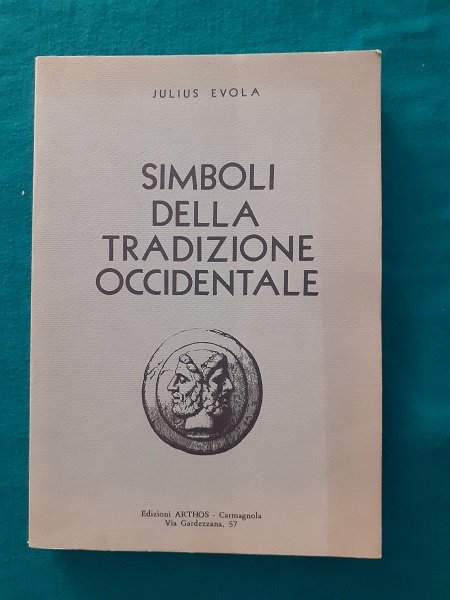 JULIUS EVOLA
SIMBOLI
DELLA
TRADIZIONE
OCCIDENTALE
Edizioni ARTHOS - Carmagnola
Via Gardezzana, 57